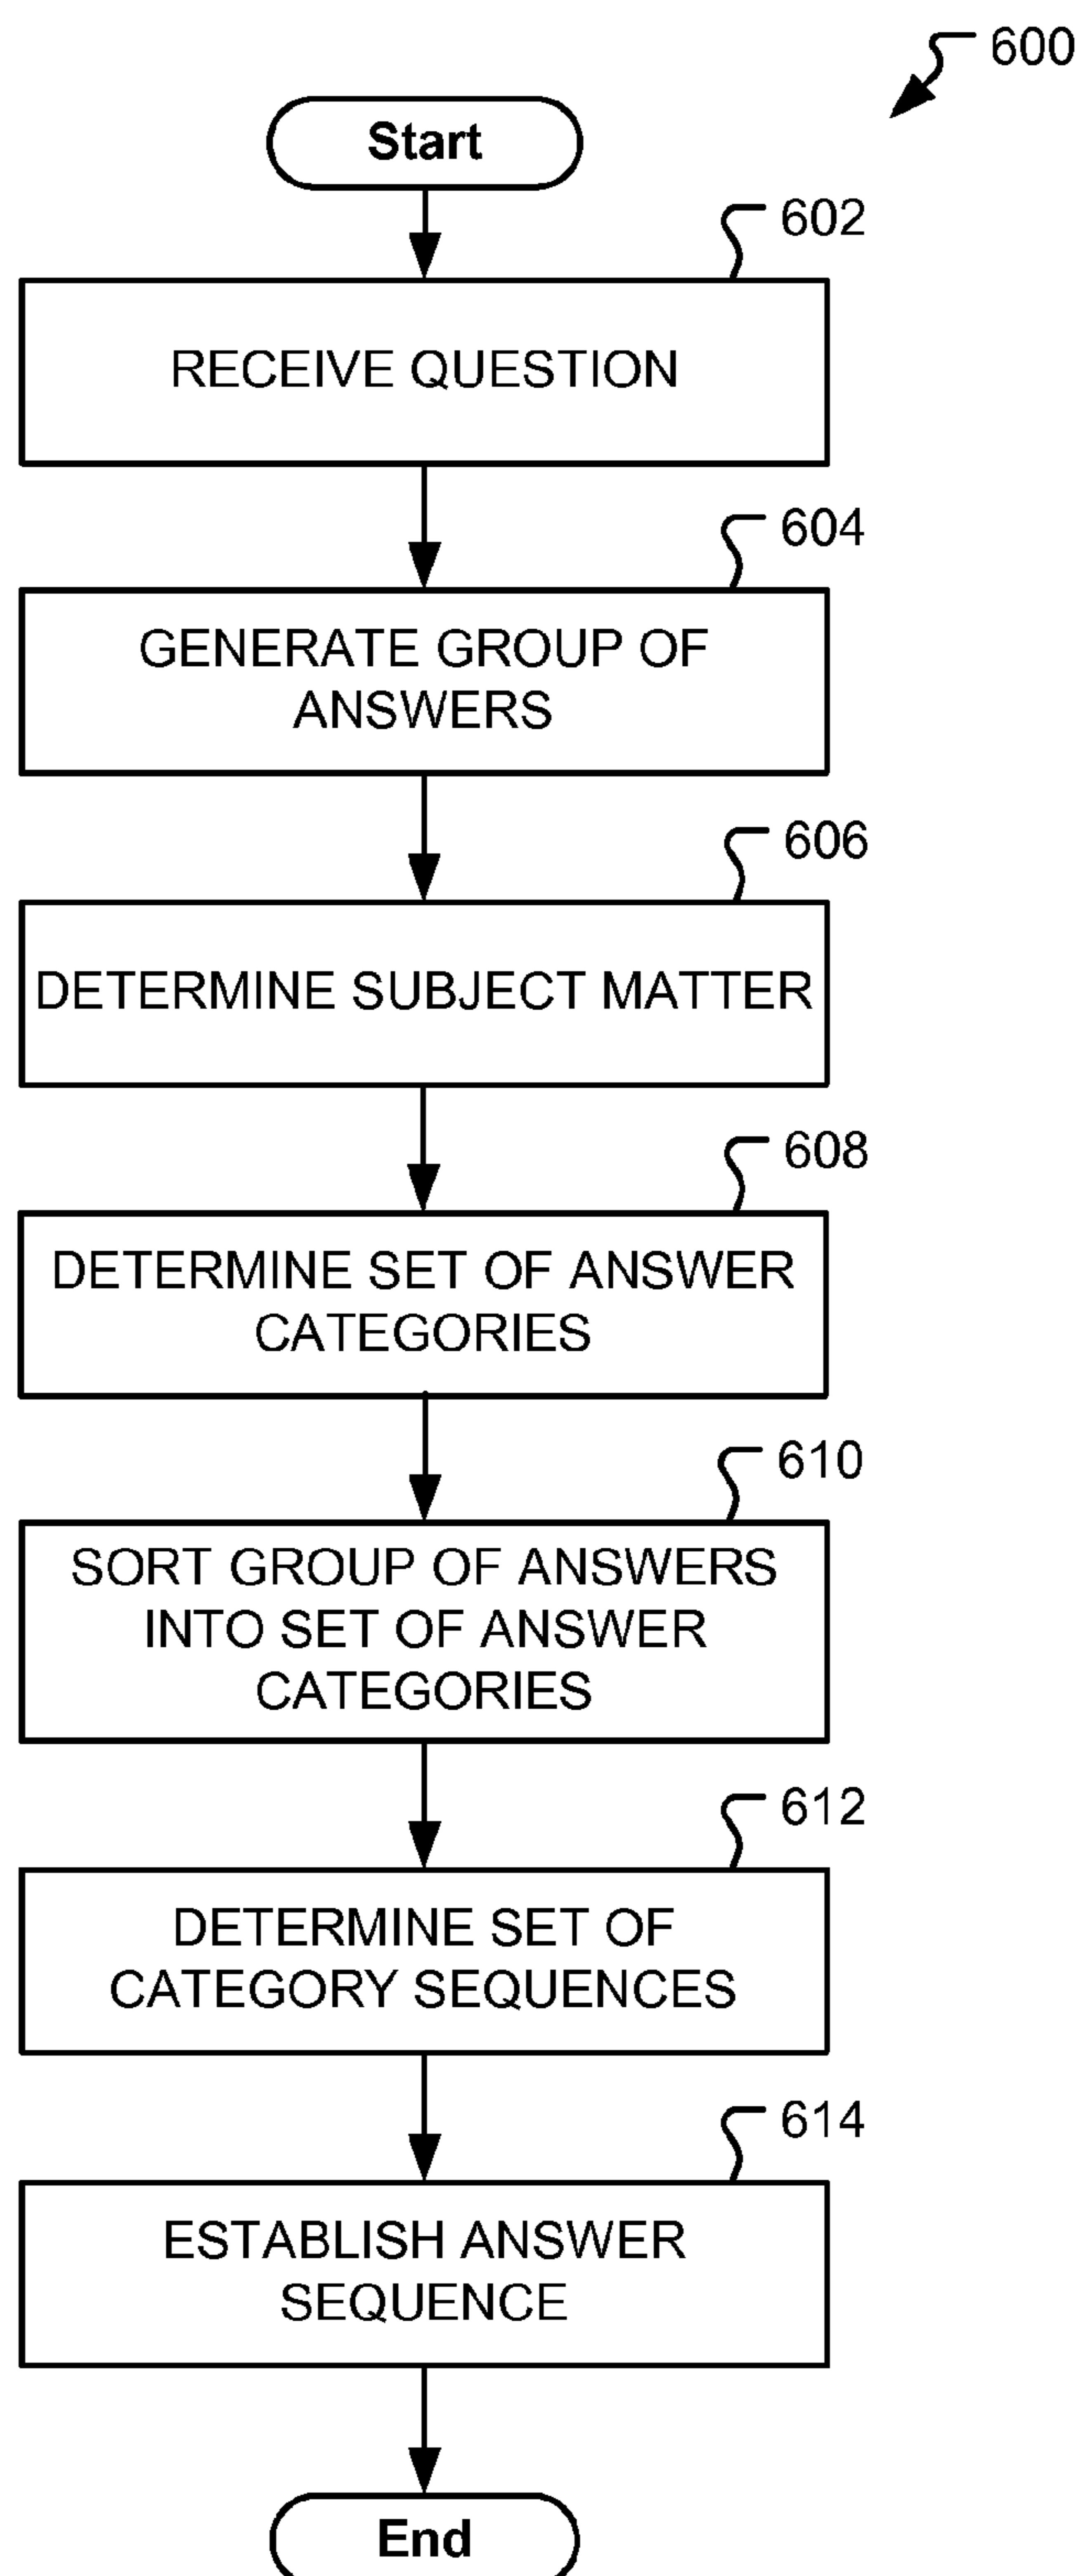 600
Start
602
RECEIVE QUESTION
604
GENERATE GROUP OF
ANSWERS
606
DETERMINE SUBJECT MATTER
608
DETERMINE SET OF ANSWER
CATEGORIES
610
SORT GROUP OF ANSWERS
INTO SET OF ANSWER
CATEGORIES
612
DETERMINE SET OF
CATEGORY SEQUENCES
614
ESTABLISH ANSWER
SEQUENCE
End